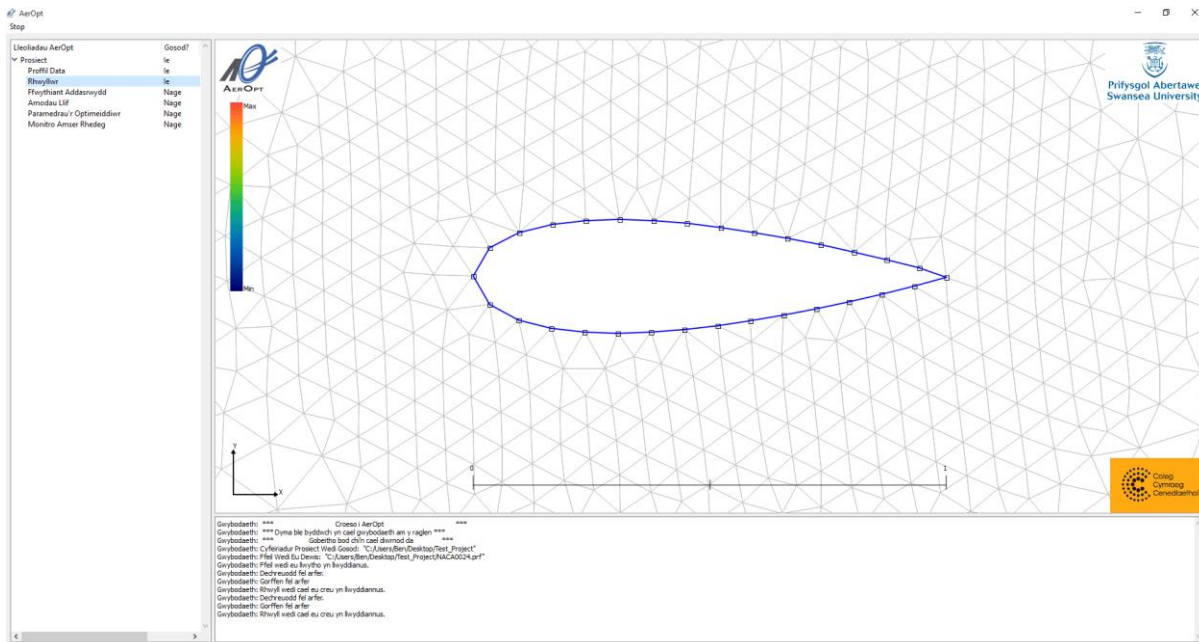 AerOpt
Stop
Lleoliadau AerOpt Gosod?
Prosiect Ie
Proffil Data Ie
Rhwyllwr Ie
Ffwythiant Addasrwydd Nage
Amodau Llif Nage
Paramedrau'r Optimeiddiwr Nage
Monitro Amser Rhedeg Nage
AEROPT
Max
Min
Prifysgol Abertawe
Swansea University
Y
X
0
1
Coleg
Cymraeg
Cenedlaethol
Gwybodaeth: *** Croeso i AerOpt ***
Gwybodaeth: *** Dyma ble byddwch yn cael gwybodaeth am y raglen ***
Gwybodaeth: *** Gobeitho bod chi'n cael diwrnod da ***
Gwybodaeth: Cyfeiriadur Prosiect Wedi Gosod: "C:/Users/Ben/Desktop/Test_Project"
Gwybodaeth: Ffeil Wedi Eu Dewis: "C:/Users/Ben/Desktop/Test_Project/NACA0024.prf"
Gwybodaeth: Ffeil wedi eu llwytho yn llwyddianus.
Gwybodaeth: Dechreuodd fel arfer.
Gwybodaeth: Gorffen fel arfer
Gwybodaeth: Rhwyll wedi cael eu creu yn llwyddiannus.
Gwybodaeth: Dechreuodd fel arfer.
Gwybodaeth: Gorffen fel arfer
Gwybodaeth: Rhwyll wedi cael eu creu yn llwyddiannus.